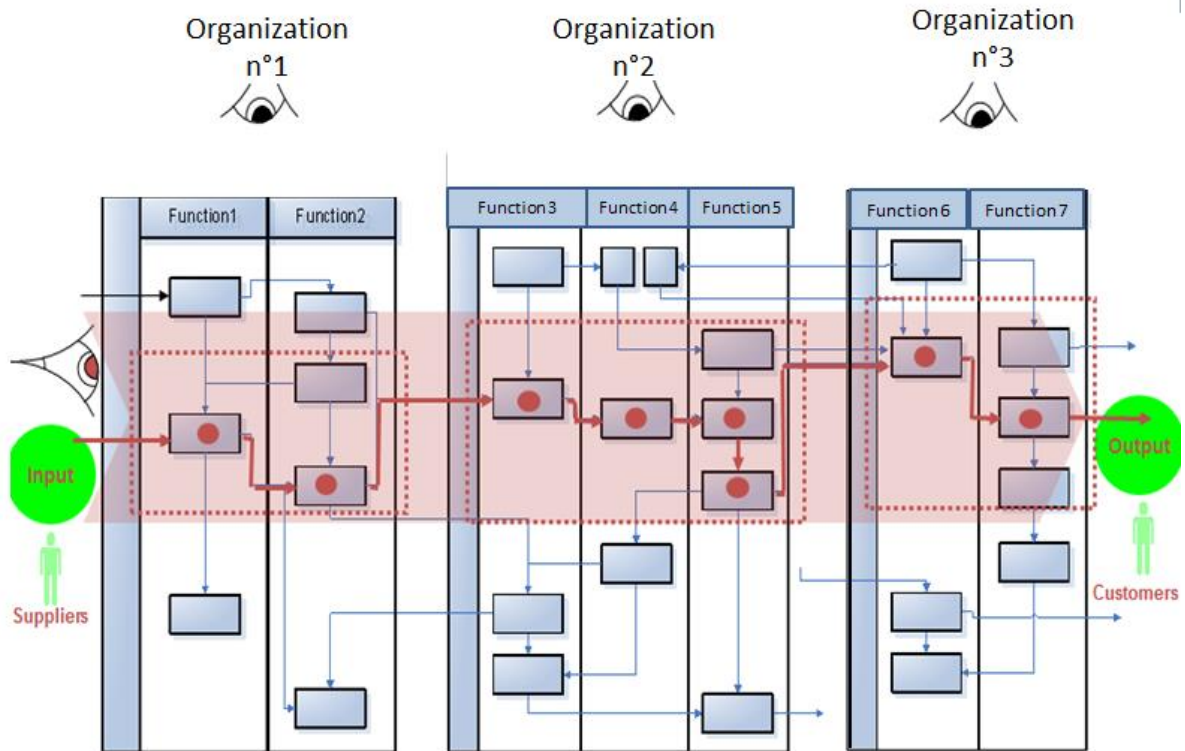 Organization
n°1
Organization
n°2
Organization
n°3
Function1
Function2
Function3
Function4
Function5
Function6
Function7
Input
Output
Suppliers
Customers